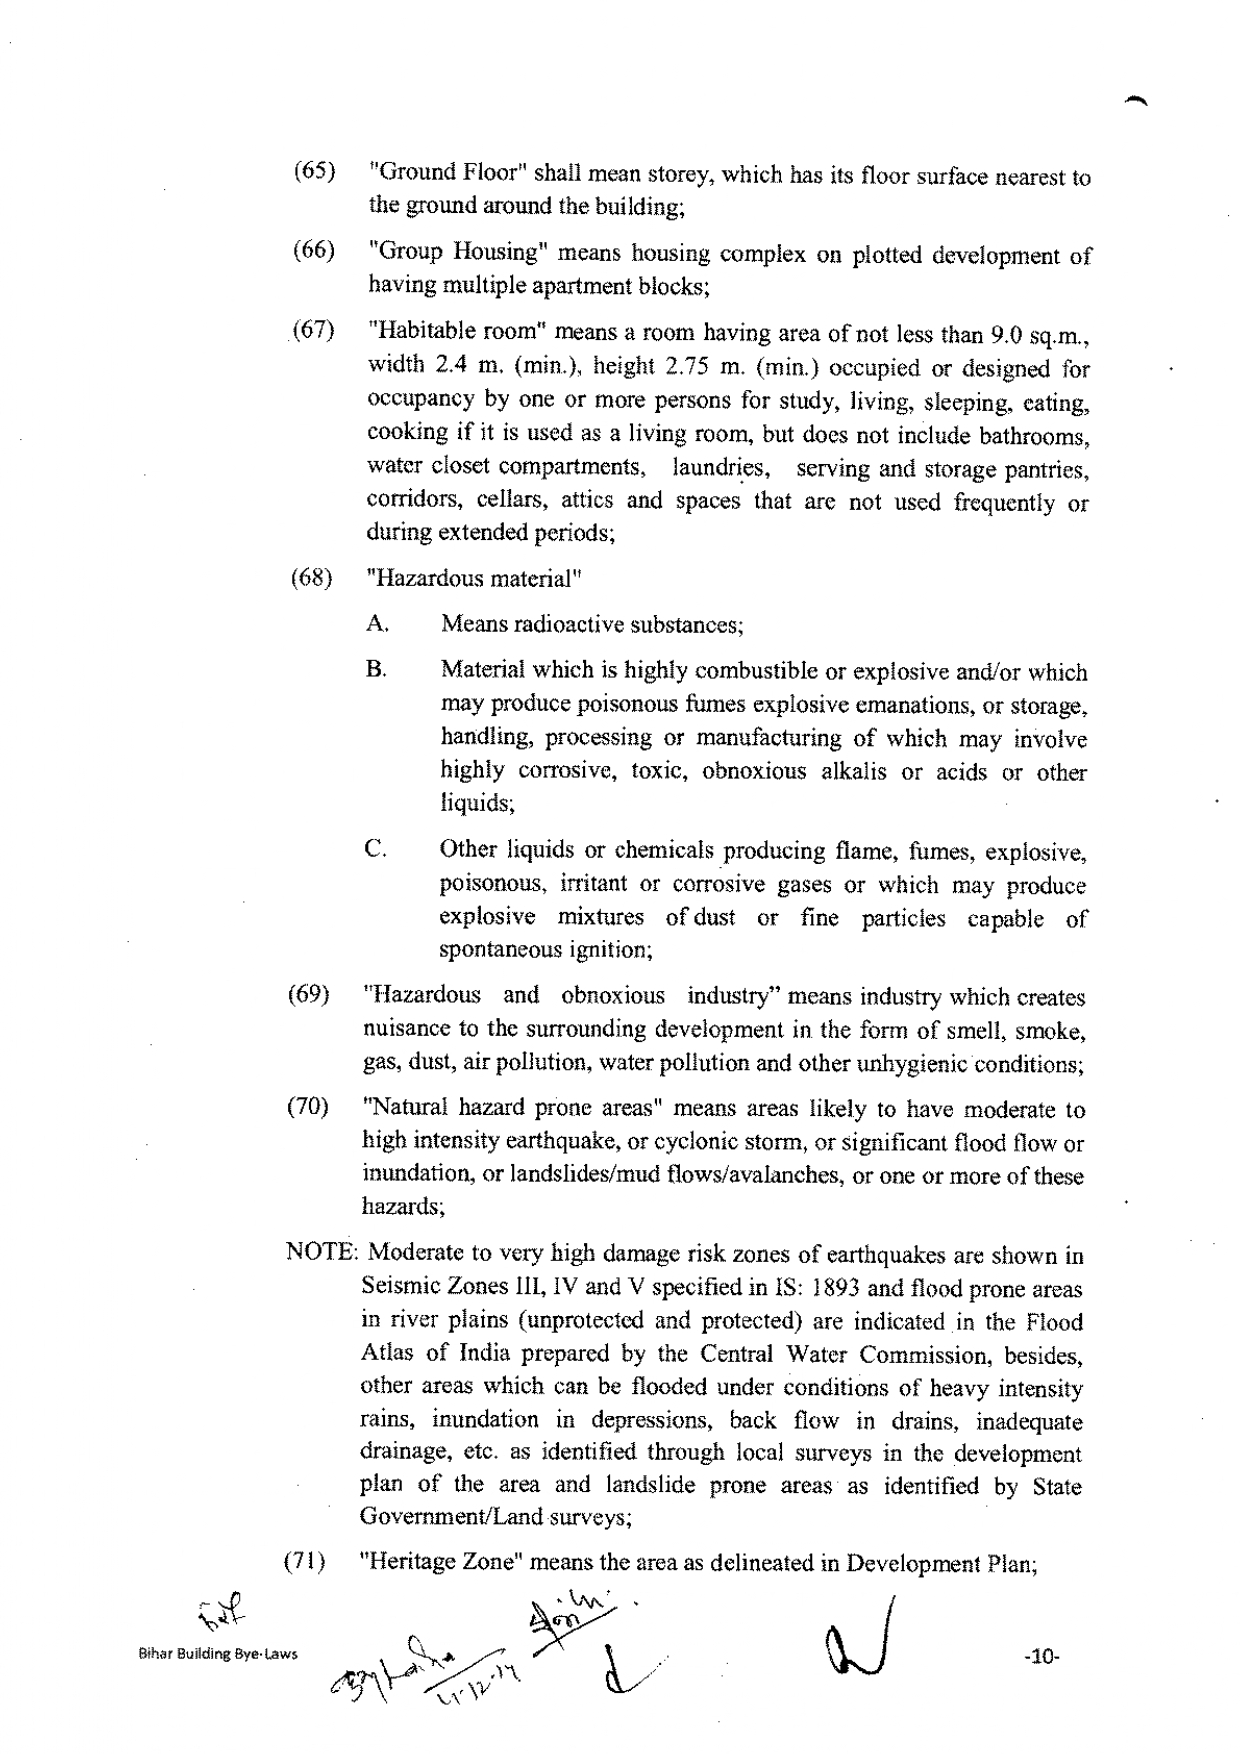 (65) "Ground Floor" shall mean storey, which has its floor surface nearest to
the ground around the building;
(66) "Group Housing" means housing complex on plotted development of
having multiple apartment blocks;
(67) "Habitable room" means a room having area of not less than 9.0 sq.m.,
width 2.4 m. (min.), height 2.75 m. (min.) occupied or designed for
occupancy by one or more persons for study, living, sleeping, eating,
cooking if it is used as a living room, but does not include bathrooms,
water closet compartments, laundries, serving and storage pantries,
corridors, cellars, attics and spaces that are not used frequently or
during extended periods;
(68) "Hazardous material"
A. Means radioactive substances;
B. Material which is highly combustible or explosive and/or which
may produce poisonous fumes explosive emanations, or storage,
handling, processing or manufacturing of which may involve
highly corrosive, toxic, obnoxious alkalis or acids or other
liquids;
C. Other liquids or chemicals producing flame, fumes, explosive,
poisonous, irritant or corrosive gases or which may produce
explosive mixtures of dust or fine particles capable of
spontaneous ignition;
(69) "Hazardous and obnoxious industry” means industry which creates
nuisance to the surrounding development in the form of smell, smoke,
gas, dust, air pollution, water pollution and other unhygienic conditions;
(70) "Natural hazard prone areas" means areas likely to have moderate to
high intensity earthquake, or cyclonic storm, or significant flood flow or
inundation, or landslides/mud flows/avalanches, or one or more of these
hazards;
NOTE: Moderate to very high damage risk zones of earthquakes are shown in
Seismic Zones III, IV and V specified in IS: 1893 and flood prone areas
in river plains (unprotected and protected) are indicated in the Flood
Atlas of India prepared by the Central Water Commission, besides,
other areas which can be flooded under conditions of heavy intensity
rains, inundation in depressions, back flow in drains, inadequate
drainage, etc. as identified through local surveys in the development
plan of the area and landslide prone areas as identified by State
Government/Land surveys;
(71) "Heritage Zone" means the area as delineated in Development Plan;
Bihar Building Bye-Laws -10-